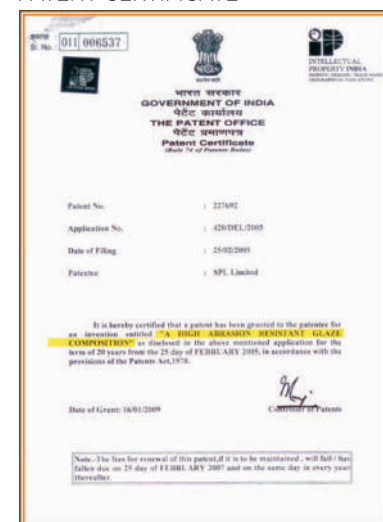 PATENT CERTIFICATE
क्रमांक
Sl. No. 011 006537
INTELLECTUAL
PROPERTY INDIA
भारत सरकार
GOVERNMENT OF INDIA
पेटेंट कार्यालय
THE PATENT OFFICE
पेटेंट प्रमाणपत्र
Patent Certificate
(Rule 74 of Patents Rules)
Patent No. : 227692
Application No. : 420/DEL/2005
Date of Filing : 25/02/2005
Patentee : SPL Limited
It is hereby certified that a patent has been granted to the patentee for
an invention entitled "A HIGH ABRASION RESISTANT GLAZE
COMPOSITION" as disclosed in the above mentioned application for the
term of 20 years from the 25 day of FEBRUARY 2005, in accordance with the
provisions of the Patents Act,1970.
Date of Grant: 16/01/2009
Controller of Patents
Note.-The fees for renewal of this patent,if it is to be maintained , will fall / has
fallen due on 25 day of FEBRUARY 2007 and on the same day in every year
thereafter.